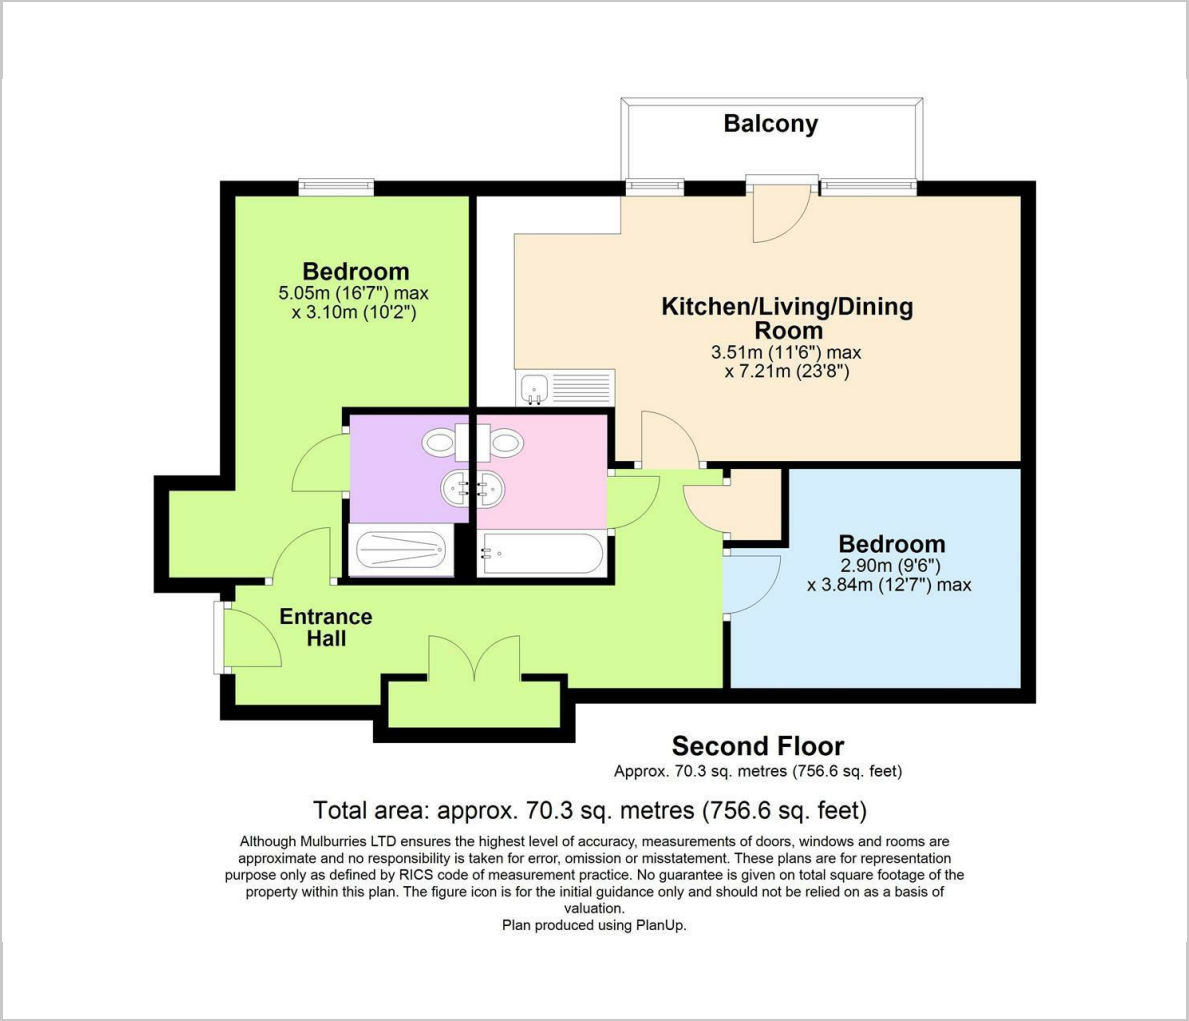 Balcony
Bedroom
5.05m (16'7") max
x 3.10m (10'2")
Kitchen/Living/Dining
Room
3.51m (11'6") max
x 7.21m (23'8")
Bedroom
2.90m (9'6")
x 3.84m (12'7") max
Entrance
Hall
Second Floor
Approx. 70.3 sq. metres (756.6 sq. feet)
Total area: approx. 70.3 sq. metres (756.6 sq. feet)
Although Mulburries LTD ensures the highest level of accuracy, measurements of doors, windows and rooms are
approximate and no responsibility is taken for error, omission or misstatement. These plans are for representation
purpose only as defined by RICS code of measurement practice. No guarantee is given on total square footage of the
property within this plan. The figure icon is for the initial guidance only and should not be relied on as a basis of
valuation.
Plan produced using PlanUp.